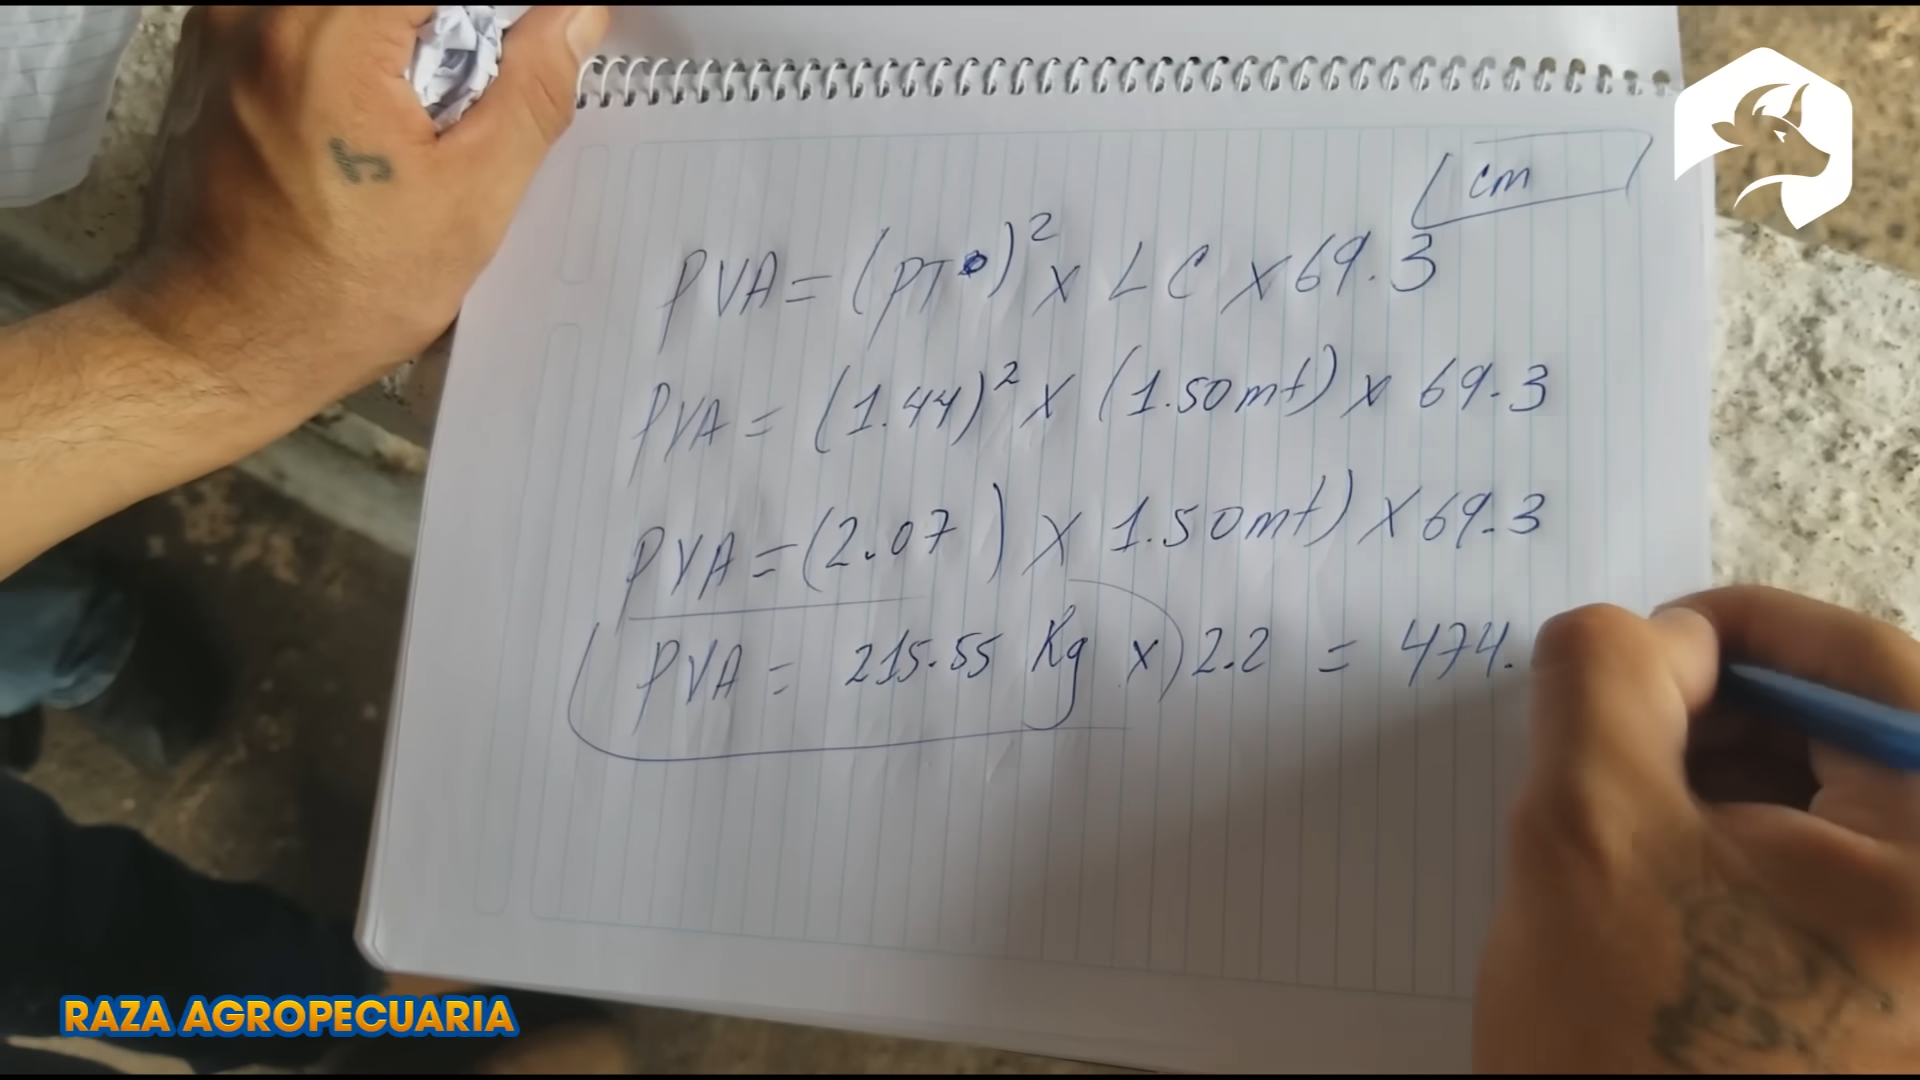 cm
PVA = (PT)² x LC x 69.3
PVA = (1.44)² x (1.50mt) x 69.3
PVA = (2.07) x 1.50mt) x 69.3
PVA = 215.55 Kg x) 2.2 = 474.
RAZA AGROPECUARIA